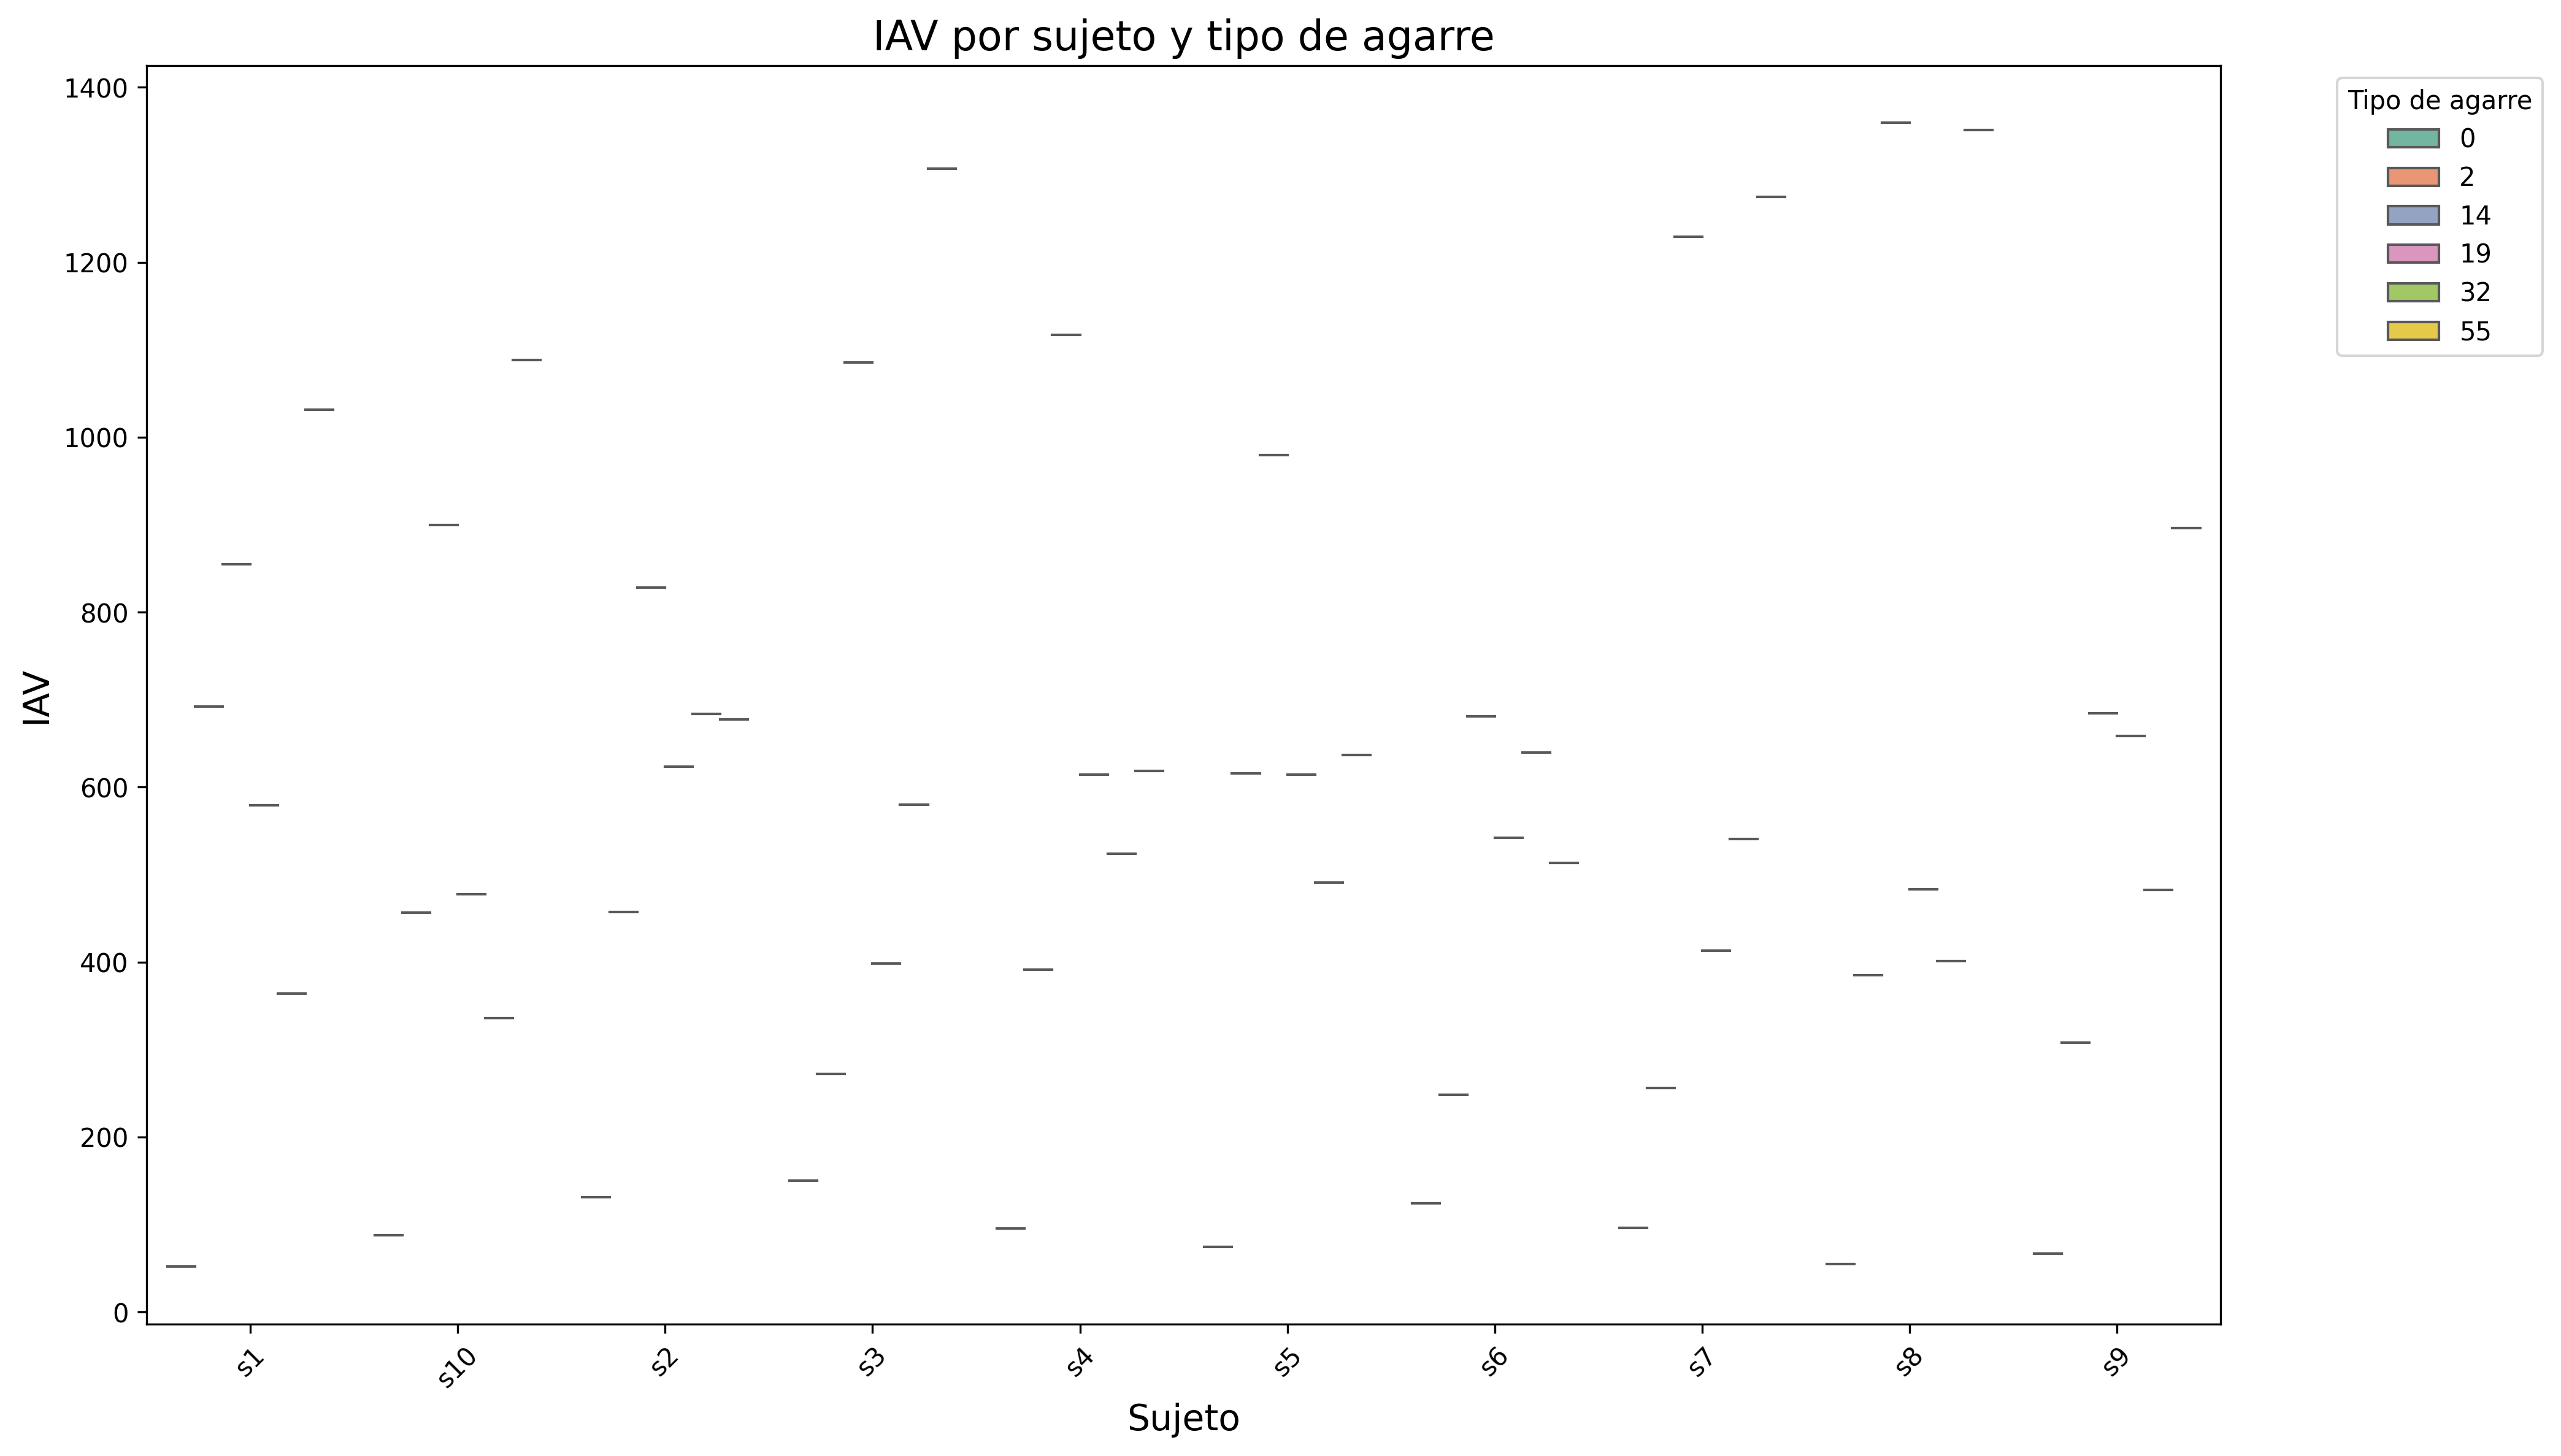 IAV por sujeto y tipo de agarre
1400
1200
1000
800
600
400
200
0
IAV
s1
s10
s2
s3
s4
s5
s6
s7
s8
s9
Sujeto
Tipo de agarre
0
2
14
19
32
55